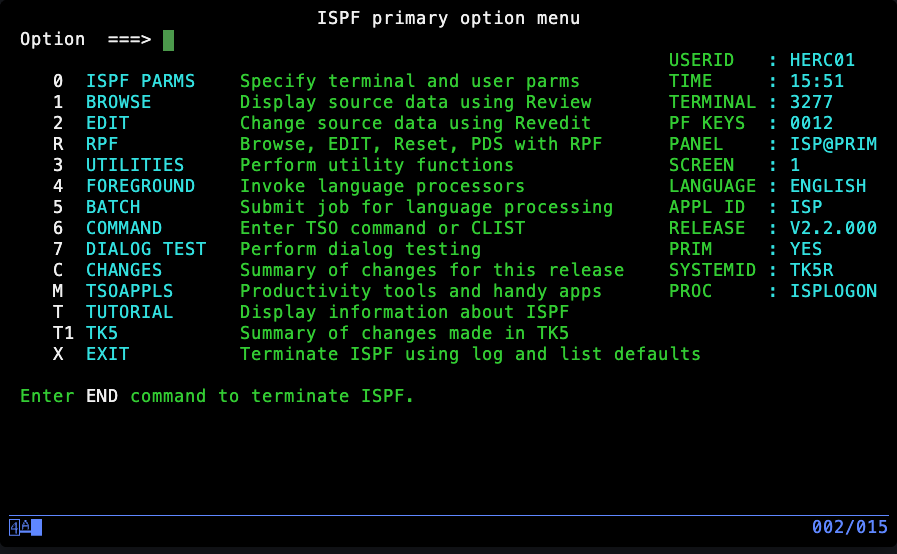 ISPF primary option menu
Option  ===>
USERID   : HERC01
0  ISPF PARMS    Specify terminal and user parms        TIME     : 15:51
1  BROWSE        Display source data using Review       TERMINAL : 3277
2  EDIT          Change source data using Revedit       PF KEYS  : 0012
R  RPF           Browse, EDIT, Reset, PDS with RPF      PANEL    : ISP@PRIM
3  UTILITIES     Perform utility functions              SCREEN   : 1
4  FOREGROUND    Invoke language processors             LANGUAGE : ENGLISH
5  BATCH         Submit job for language processing     APPL ID  : ISP
6  COMMAND       Enter TSO command or CLIST             RELEASE  : V2.2.000
7  DIALOG TEST   Perform dialog testing                 PRIM     : YES
C  CHANGES       Summary of changes for this release    SYSTEMID : TK5R
M  TSOAPPLS      Productivity tools and handy apps      PROC     : ISPLOGON
T  TUTORIAL      Display information about ISPF
T1 TK5           Summary of changes made in TK5
X  EXIT          Terminate ISPF using log and list defaults
Enter END command to terminate ISPF.
4A 002/015